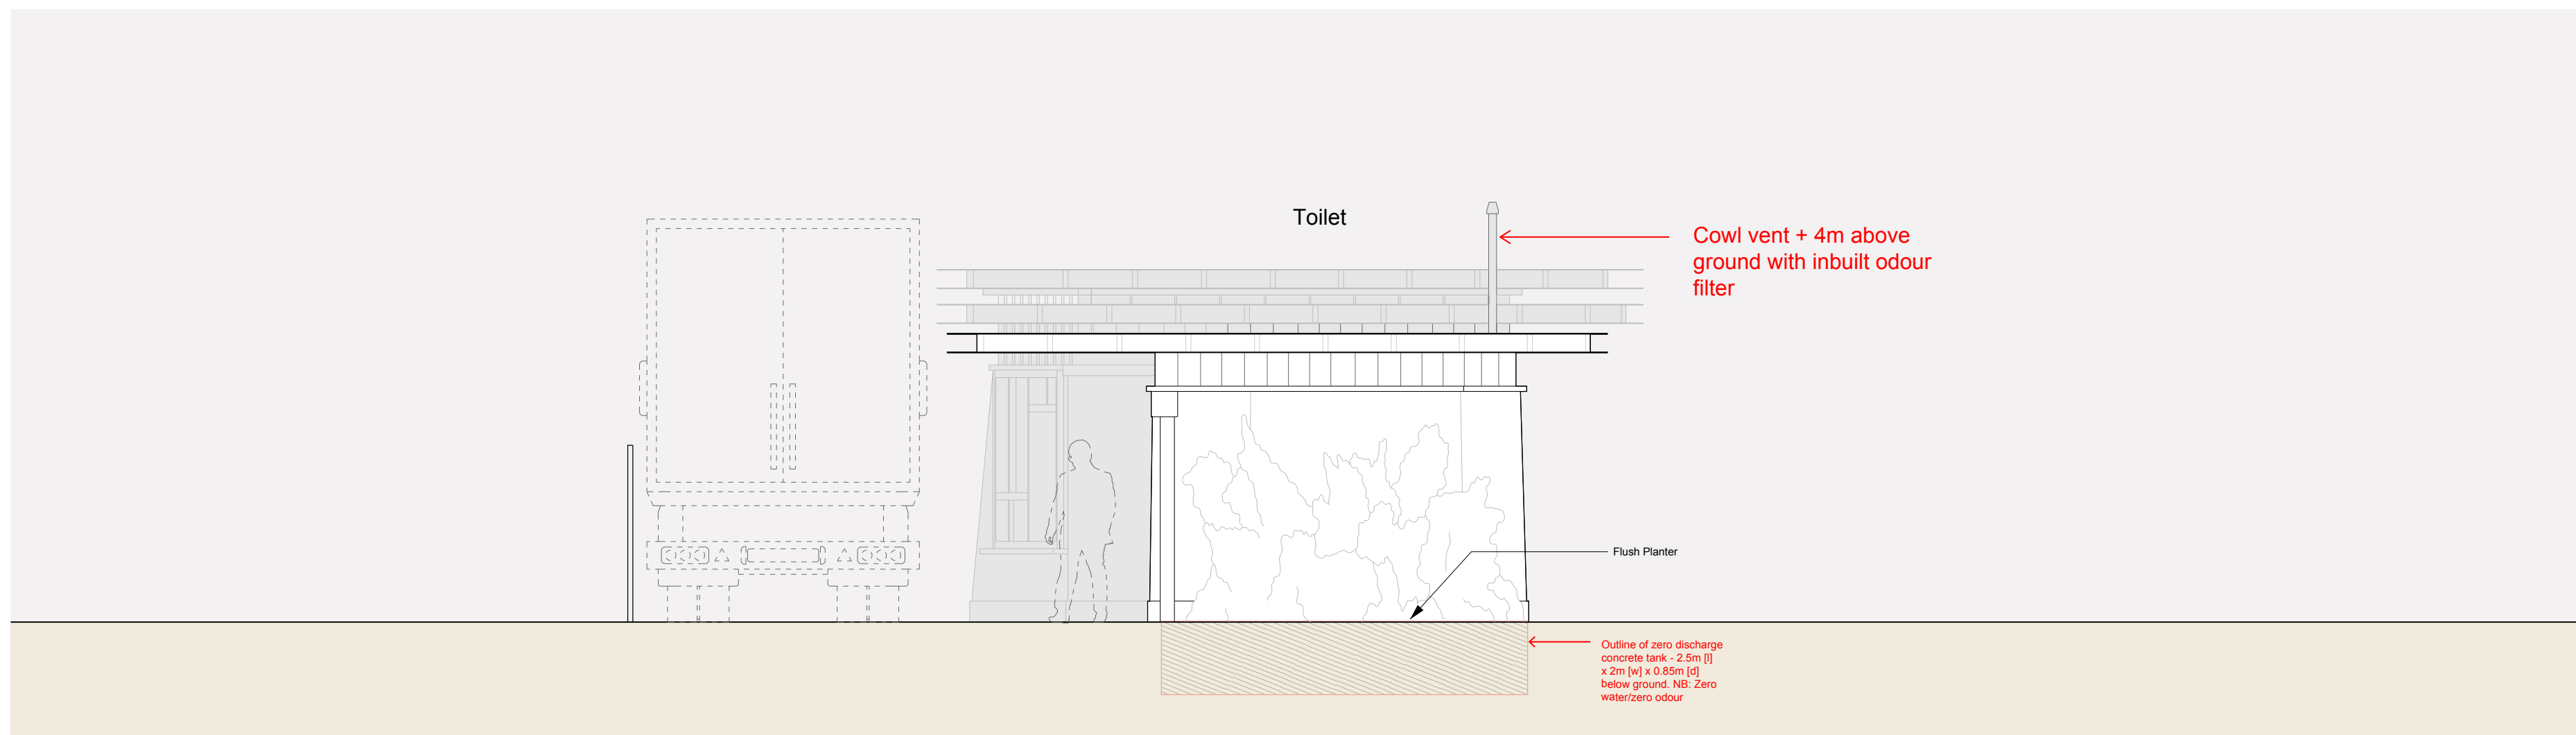 Toilet
Cowl vent + 4m above
ground with inbuilt odour
filter
Flush Planter
Outline of zero discharge
concrete tank - 2.5m [l]
x 2m [w] x 0.85m [d]
below ground. NB: Zero
water/zero odour